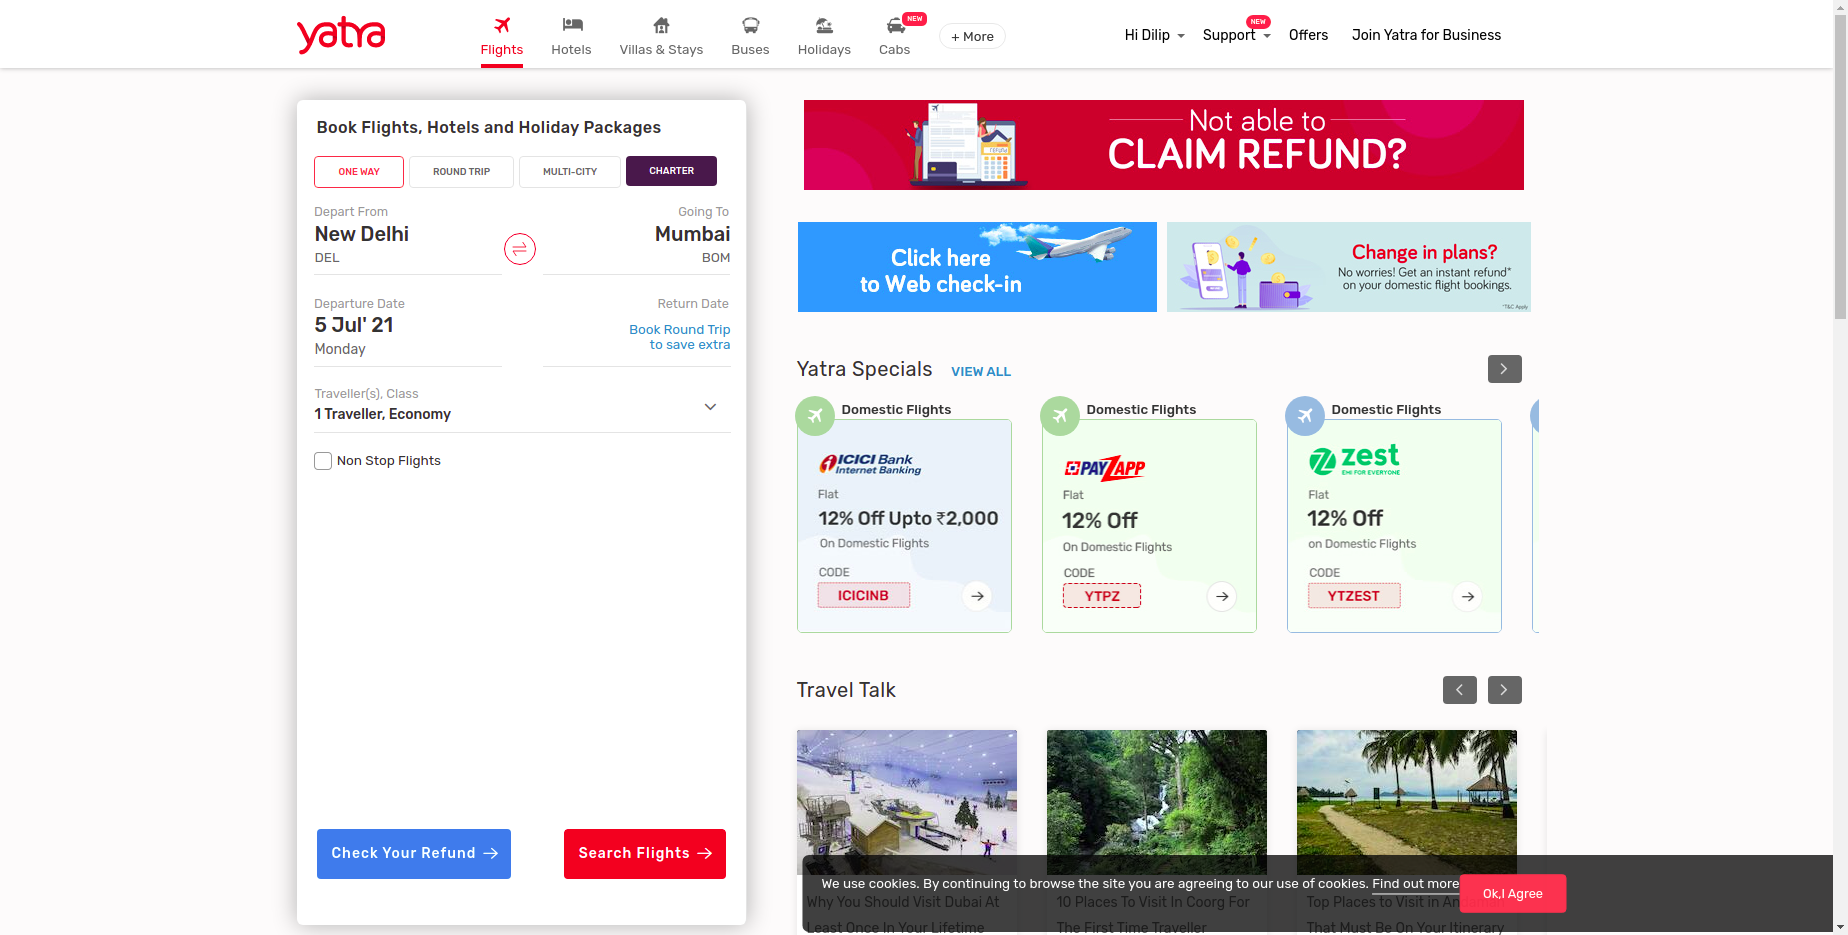 yatra
Flights
Hotels
Villas & Stays
Buses
Holidays
NEW
Cabs
+ More
Hi Dilip
NEW
Support
Offers
Join Yatra for Business
Book Flights, Hotels and Holiday Packages
ONE WAY
ROUND TRIP
MULTI-CITY
CHARTER
Depart From
New Delhi
DEL
Going To
Mumbai
BOM
Departure Date
5 Jul' 21
Monday
Return Date
Book Round Trip
to save extra
Traveller(s), Class
1 Traveller, Economy
Non Stop Flights
Check Your Refund
Search Flights
refund
Not able to
CLAIM REFUND?
Click here
to Web check-in
Change in plans?
No worries! Get an instant refund*
on your domestic flight bookings.
*T&C Apply
Yatra Specials
VIEW ALL
Domestic Flights
ICICI Bank
Internet Banking
Flat
12% Off Upto ₹2,000
On Domestic Flights
CODE
ICICINB
Domestic Flights
PAYZAPP
Flat
12% Off
On Domestic Flights
CODE
YTPZ
Domestic Flights
zest
EMI FOR EVERYONE
Flat
12% Off
on Domestic Flights
CODE
YTZEST
Travel Talk
We use cookies. By continuing to browse the site you are agreeing to our use of cookies. Find out more
Ok,I Agree
Why You Should Visit Dubai At
Least Once In Your Lifetime
10 Places To Visit In Coorg For
The First Time Traveller
Top Places to Visit in
That Must Be On Your Itinerary